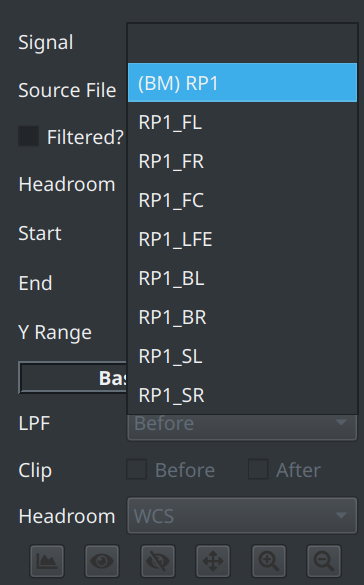 Signal
(BM) RP1
Source File
RP1_FL
Filtered?
RP1_FR
Headroom
RP1_FC
Start
RP1_LFE
End
RP1_BL
RP1_BR
Y Range
RP1_SL
RP1_SR
LPF Before
Clip Before After
Headroom WCS